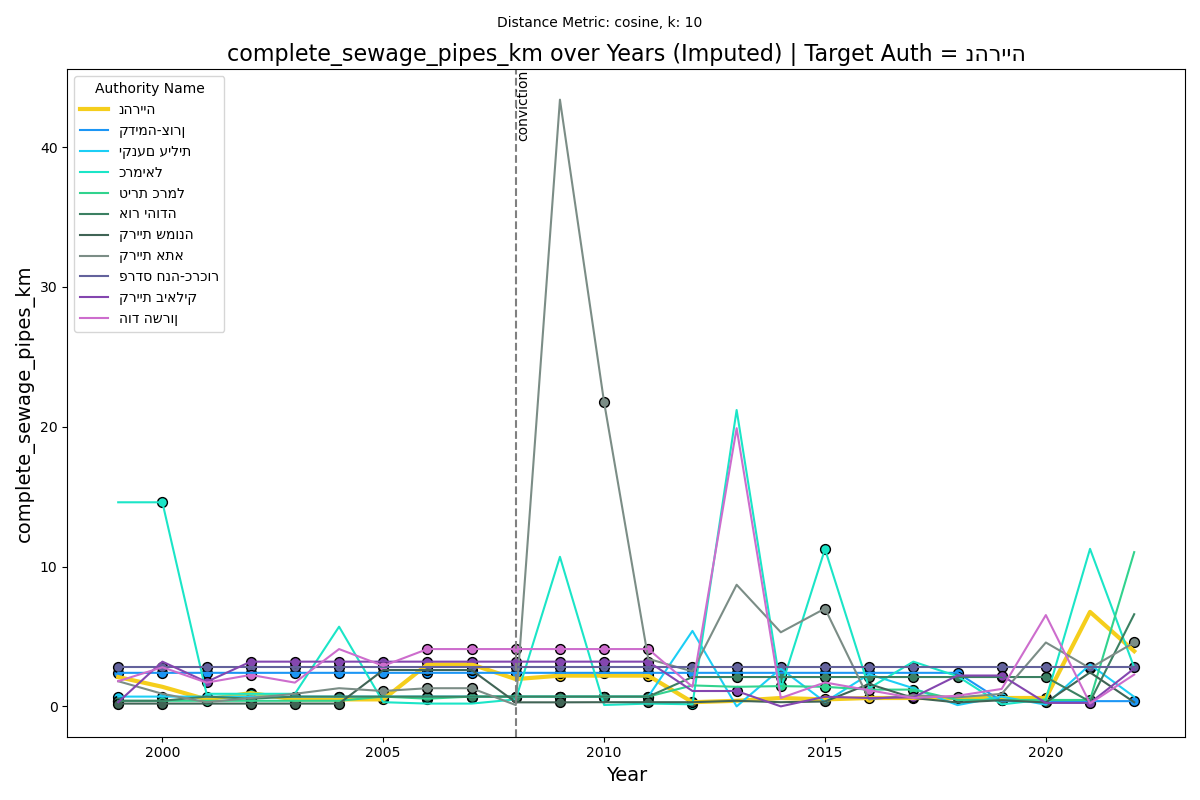 Distance Metric: cosine, k: 10
complete_sewage_pipes_km over Years (Imputed) | Target Auth = נהרייה
conviction
Authority Name
נהרייה
קדימה-צורן
יקנעם עילית
כרמיאל
טירת כרמל
אור יהודה
קריית שמונה
קריית אתא
פרדס חנה-כרכור
קריית ביאליק
הוד השרון
complete_sewage_pipes_km
40
30
20
10
0
2000
2005
2010
2015
2020
Year